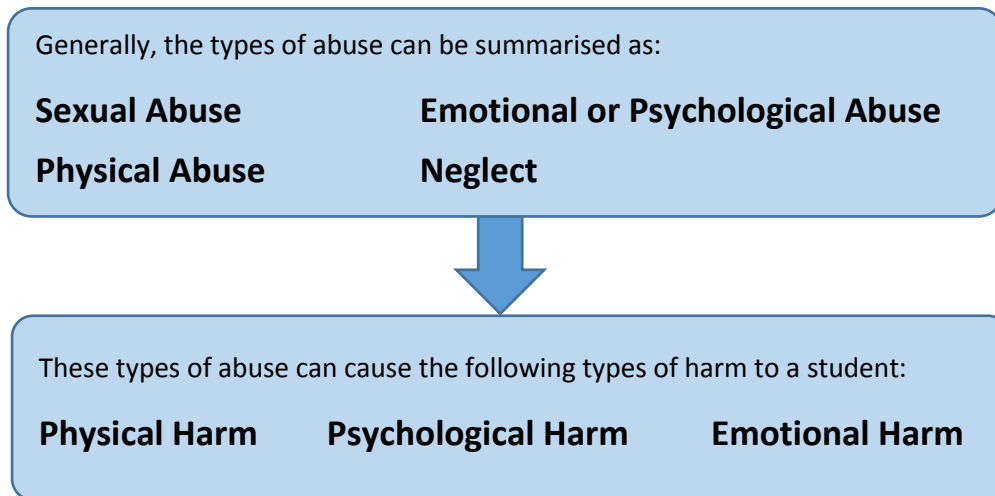 Generally, the types of abuse can be summarised as:
Sexual Abuse Emotional or Psychological Abuse
Physical Abuse Neglect
These types of abuse can cause the following types of harm to a student:
Physical Harm Psychological Harm Emotional Harm